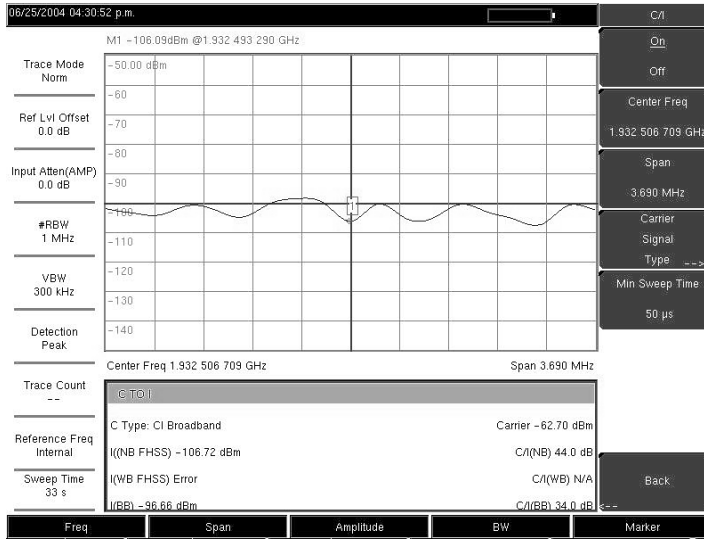 06/25/2004 04:30:52 p.m.
C/I
M1 -106.09dBm @1.932 493 290 GHz
Trace Mode
Norm
Ref Lvl Offset
0.0 dB
Input Atten(AMP)
0.0 dB
#RBW
1 MHz
VBW
300 kHz
Detection
Peak
Trace Count
--
Reference Freq
Internal
Sweep Time
33 s
-50.00 dBm
-60
-70
-80
-90
-100
-110
-120
-130
-140
1
Center Freq 1.932 506 709 GHz
Span 3.690 MHz
C TO I
C Type: CI Broadband
Carrier -62.70 dBm
I((NB FHSS) -106.72 dBm
C/I(NB) 44.0 dB
I(WB FHSS) Error
C/I(WB) N/A
I(BB) -96.66 dBm
C/I(BB) 34.0 dB
On
Off
Center Freq
1.932 506 709 GHz
Span
3.690 MHz
Carrier
Signal
Type -->
Min Sweep Time
50 µs
Back
<--
Freq
Span
Amplitude
BW
Marker